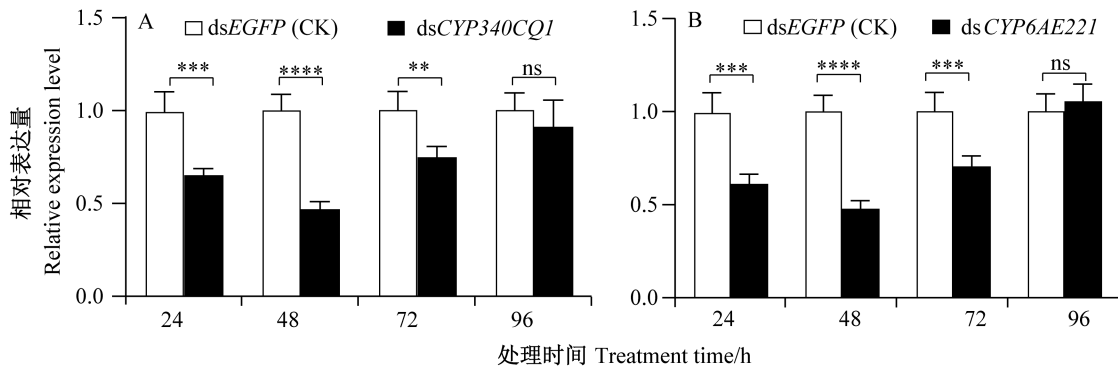 A
dsEGFP (CK) dsCYP340CQ1
1.5
1.0
0.5
0.0
*** **** ** ns
24 48 72 96
B
dsEGFP (CK) dsCYP6AE221
1.5
1.0
0.5
0.0
*** **** *** ns
24 48 72 96
相对表达量
Relative expression level
处理时间 Treatment time/h